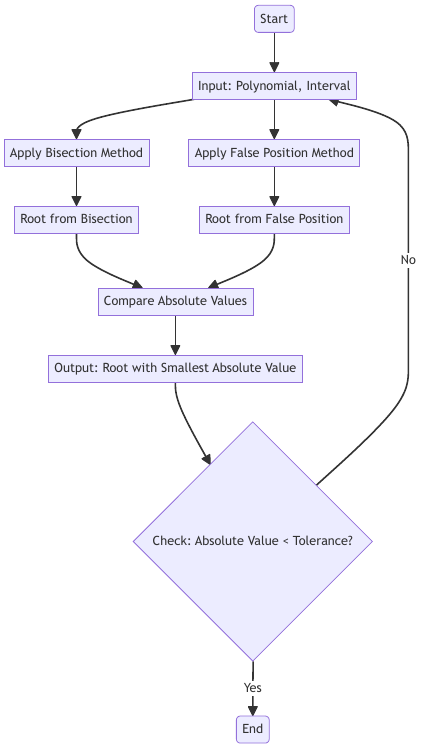 Start
Input: Polynomial, Interval
Apply Bisection Method
Apply False Position Method
Root from Bisection
Root from False Position
No
Compare Absolute Values
Output: Root with Smallest Absolute Value
Check: Absolute Value < Tolerance?
Yes
End